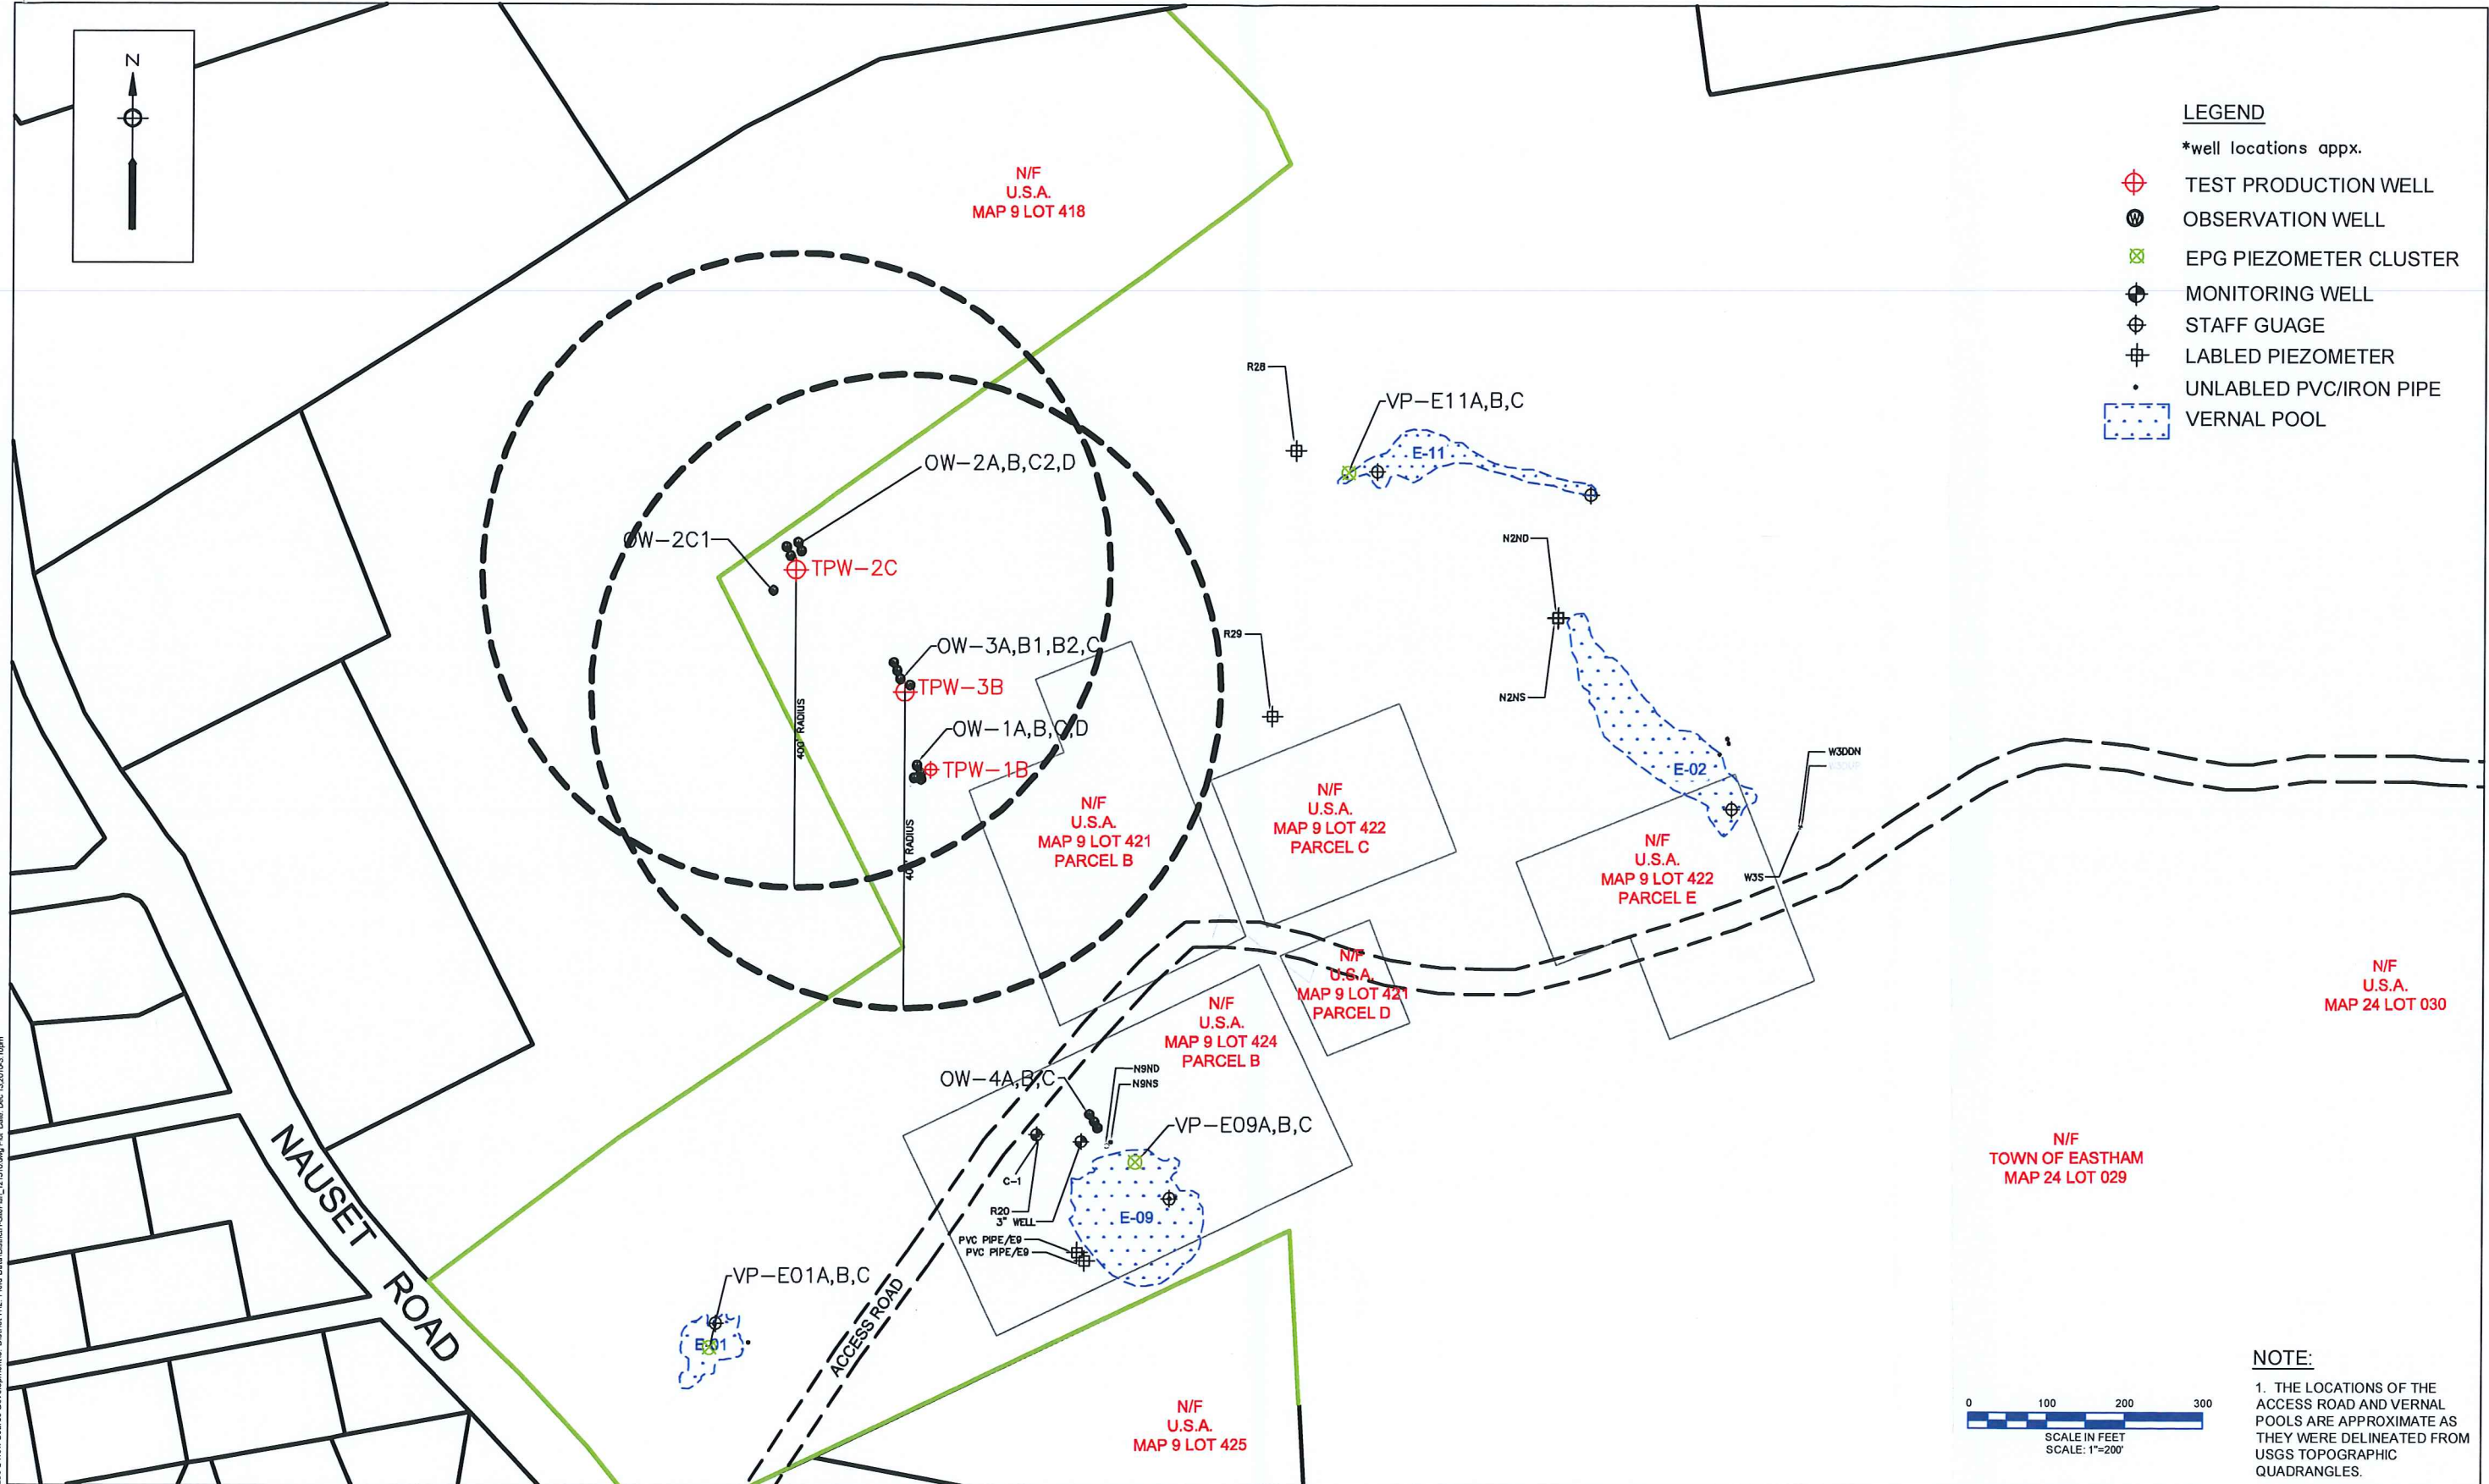 N
N/F
U.S.A.
MAP 9 LOT 418
LEGEND
*well locations appx.
TEST PRODUCTION WELL
W
OBSERVATION WELL
EPG PIEZOMETER CLUSTER
MONITORING WELL
STAFF GUAGE
LABLED PIEZOMETER
UNLABLED PVC/IRON PIPE
VERNAL POOL
R28
VP-E11A,B,C
E-11
OW-2A,B,C2,D
OW-2C1
TPW-2C
N2ND
R29
OW-3A,B1,B2,C
TPW-3B
N2NS
400' RADIUS
OW-1A,B,C,D
TPW-1B
W3DDN
E-02
N/F
U.S.A.
MAP 9 LOT 421
PARCEL B
N/F
U.S.A.
MAP 9 LOT 422
PARCEL C
400' RADIUS
N/F
U.S.A.
MAP 9 LOT 422
PARCEL E
W3S
N/F
U.S.A.
MAP 9 LOT 421
PARCEL D
N/F
U.S.A.
MAP 24 LOT 030
N/F
U.S.A.
MAP 9 LOT 424
PARCEL B
OW-4A,B,C
N9ND
N9NS
VP-E09A,B,C
C-1
R20
3" WELL
E-09
PVC PIPE/E9
PVC PIPE/E9
N/F
TOWN OF EASTHAM
MAP 24 LOT 029
NAUSET ROAD
VP-E01A,B,C
E-01
ACCESS ROAD
N/F
U.S.A.
MAP 9 LOT 425
0 100 200 300
SCALE IN FEET
SCALE: 1"=200'
NOTE:
1. THE LOCATIONS OF THE
ACCESS ROAD AND VERNAL
POOLS ARE APPROXIMATE AS
THEY WERE DELINEATED FROM
USGS TOPOGRAPHIC
QUADRANGLES.